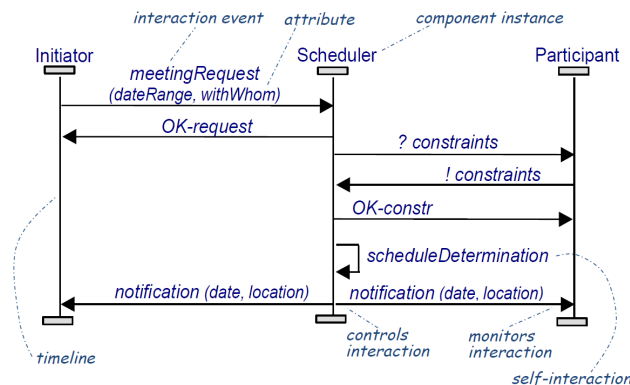 interaction event
attribute
component instance
Initiator
Scheduler
Participant
meetingRequest
(dateRange, withWhom)
OK-request
? constraints
! constraints
OK-constr
scheduleDetermination
notification (date, location)
notification (date, location)
timeline
controls
interaction
monitors
interaction
self-interaction